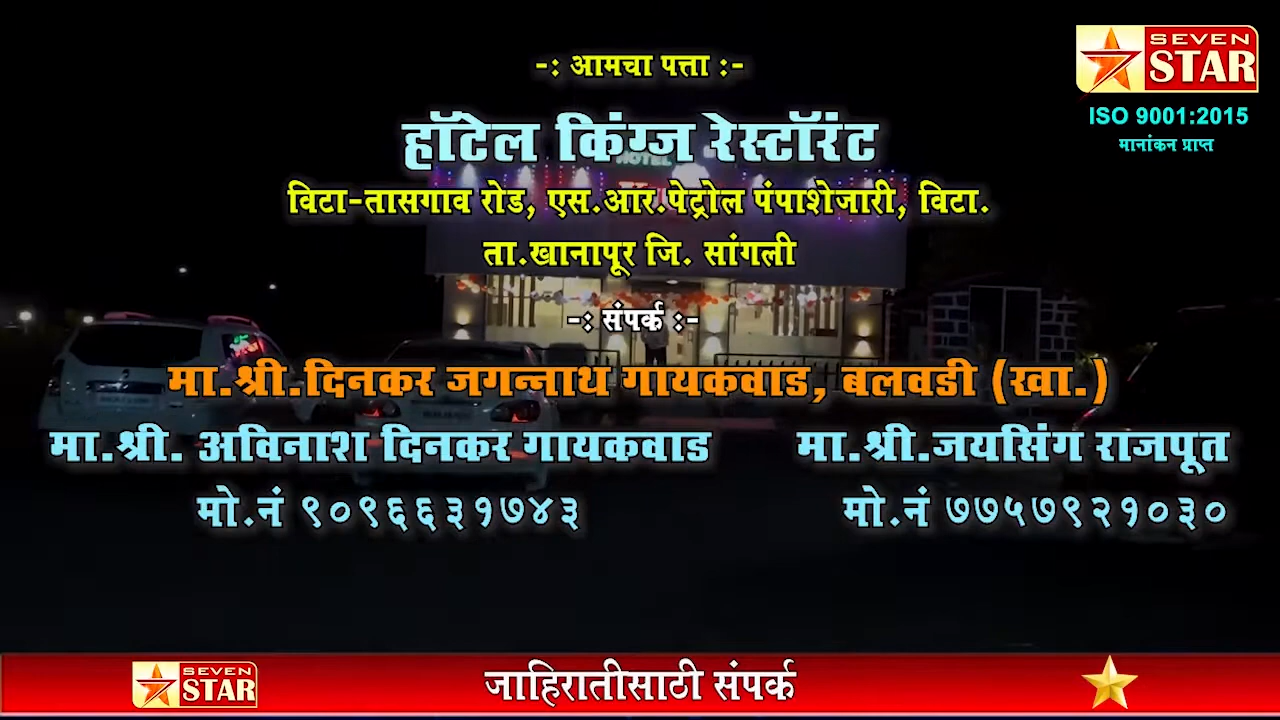 -: आमचा पत्ता :-
SEVEN STAR
ISO 9001:2015
मानांकन प्राप्त
हॉटेल किंग्ज रेस्टॉरंट
HOTEL
विटा-तासगाव रोड, एस.आर.पेट्रोल पंपाशेजारी, विटा.
ता.खानापूर जि. सांगली
-: संपर्क :-
मा.श्री.दिनकर जगन्नाथ गायकवाड, बलवडी (खा.)
मा.श्री. अविनाश दिनकर गायकवाड मा.श्री.जयसिंग राजपूत
मो.नं ९०९६६३१७४३ मो.नं ७७५७९२१०३०
SEVEN STAR जाहिरातीसाठी संपर्क